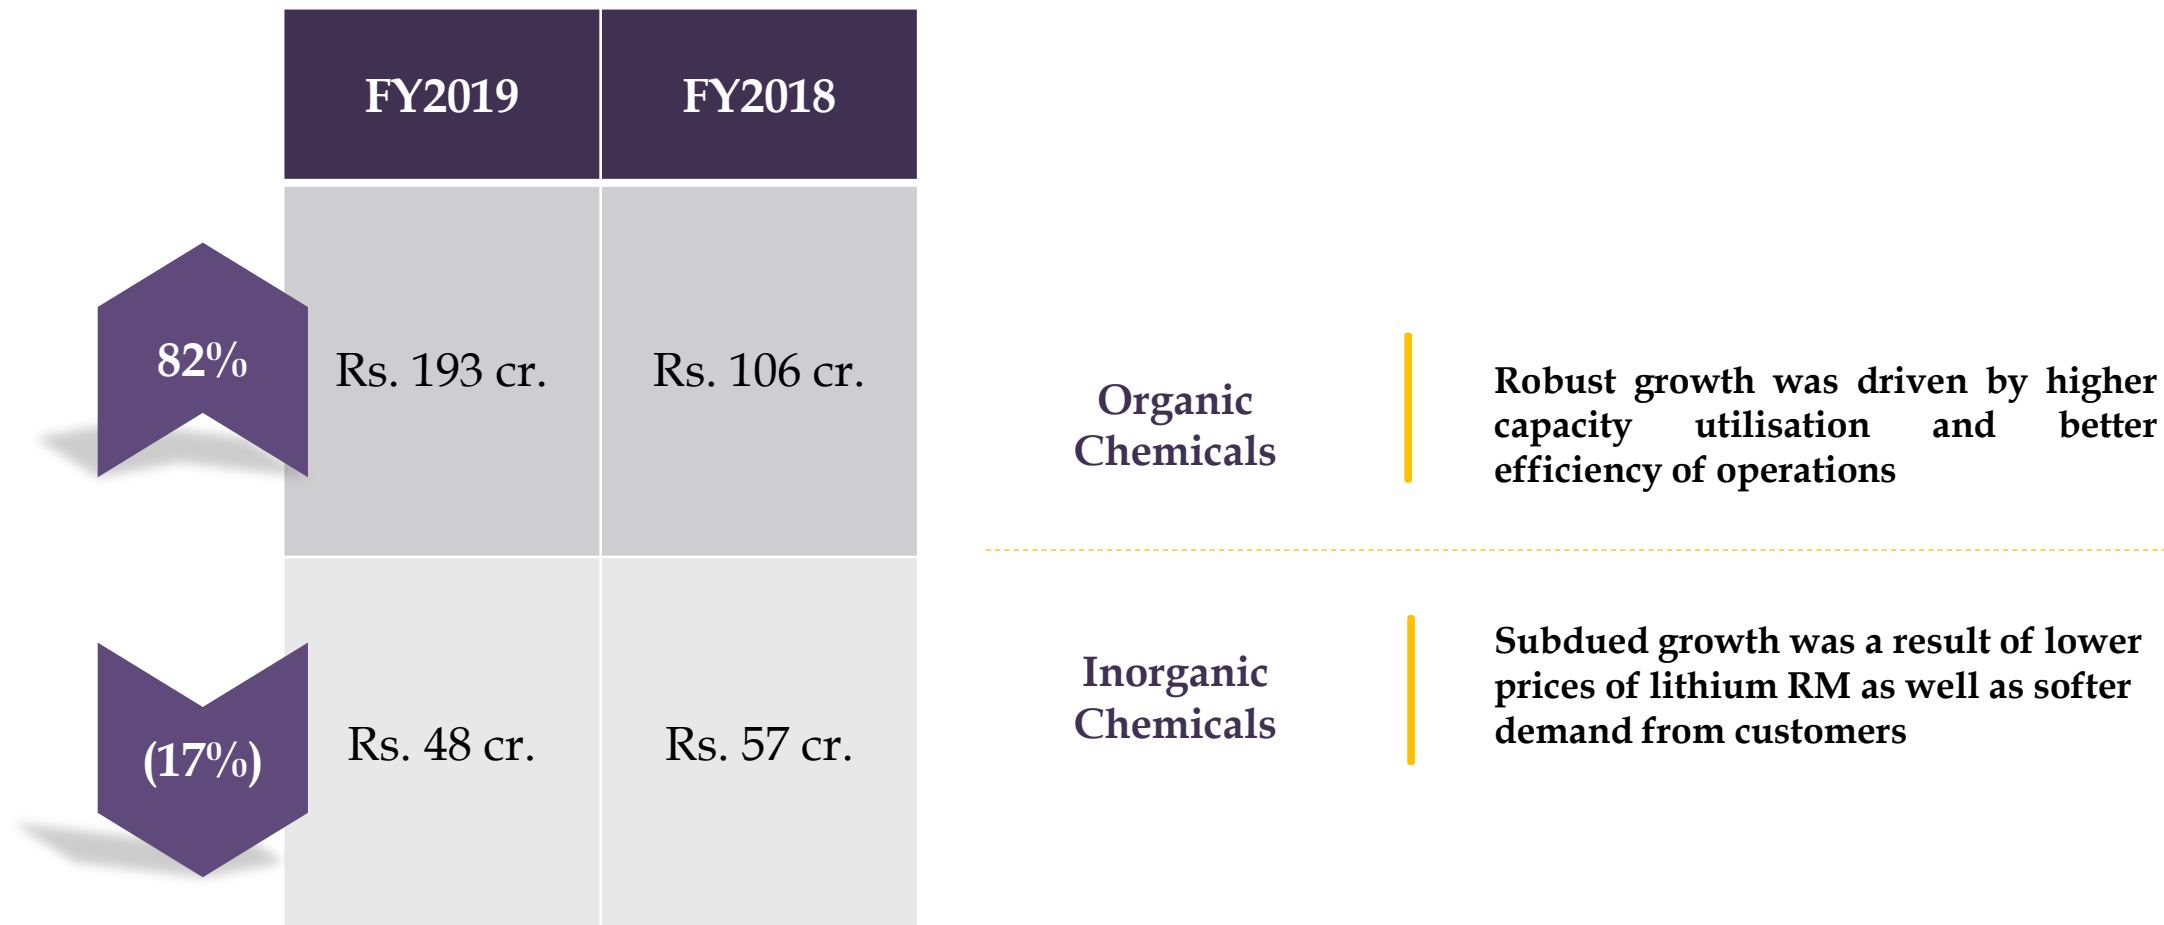 FY2019 FY2018
82% Rs. 193 cr. Rs. 106 cr.
Organic
Chemicals
Robust growth was driven by higher
capacity utilisation and better
efficiency of operations
(17%) Rs. 48 cr. Rs. 57 cr.
Inorganic
Chemicals
Subdued growth was a result of lower
prices of lithium RM as well as softer
demand from customers